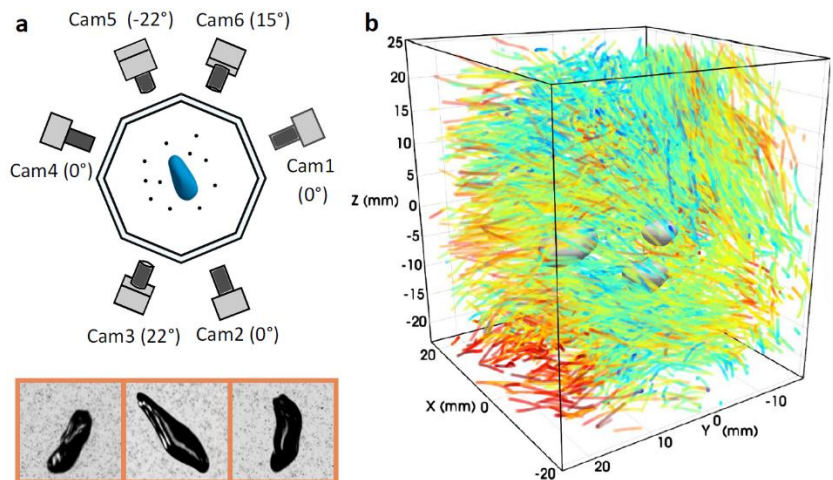 a
Cam5 (-22°)
Cam6 (15°)
Cam4 (0°)
Cam1
(0°)
Cam3 (22°)
Cam2 (0°)
b
25
20
15
10
5
Z (mm) 0
-5
-10
-15
-20
20
X (mm) 0
-20
20
10
0
Y (mm)
-10